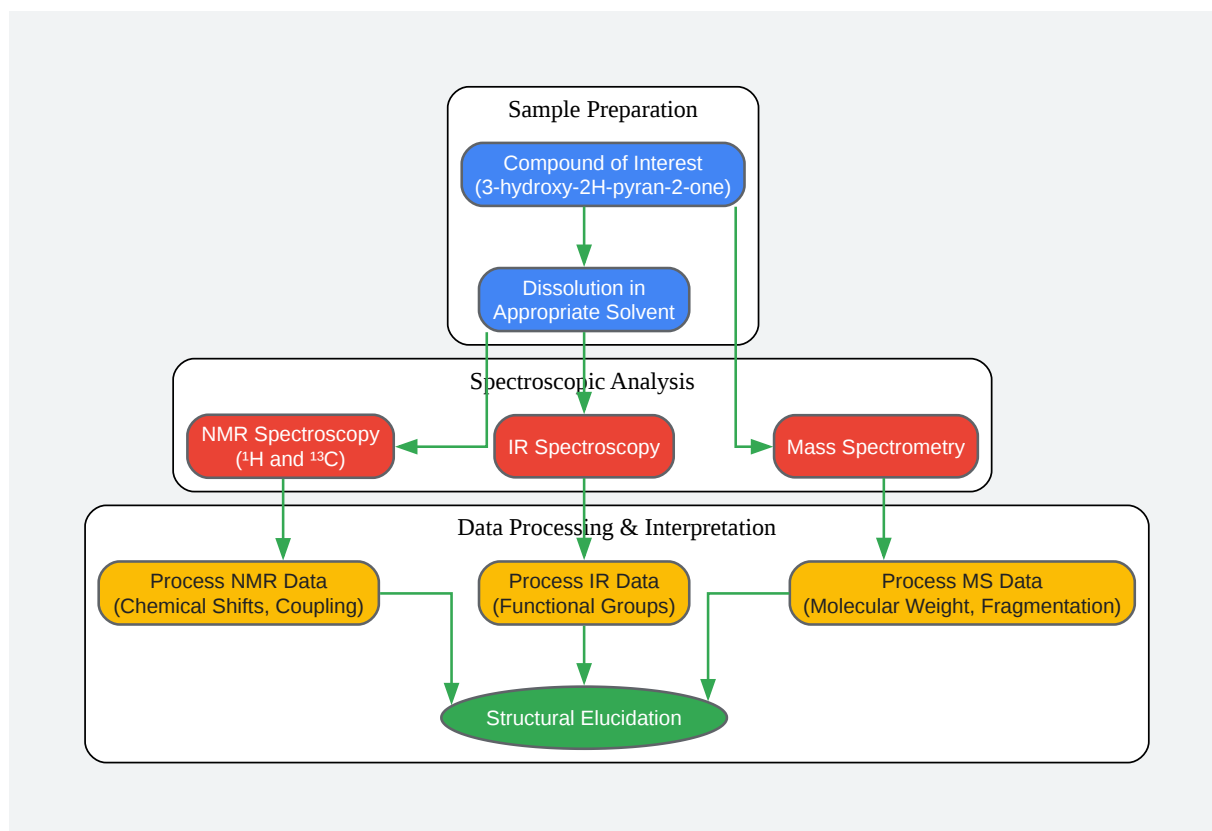 Sample Preparation
Compound of Interest
(3-hydroxy-2H-pyran-2-one)
Dissolution in
Appropriate Solvent
Spectroscopic Analysis
NMR Spectroscopy
(¹H and ¹³C)
IR Spectroscopy
Mass Spectrometry
Data Processing & Interpretation
Process NMR Data
(Chemical Shifts, Coupling)
Process IR Data
(Functional Groups)
Process MS Data
(Molecular Weight, Fragmentation)
Structural Elucidation